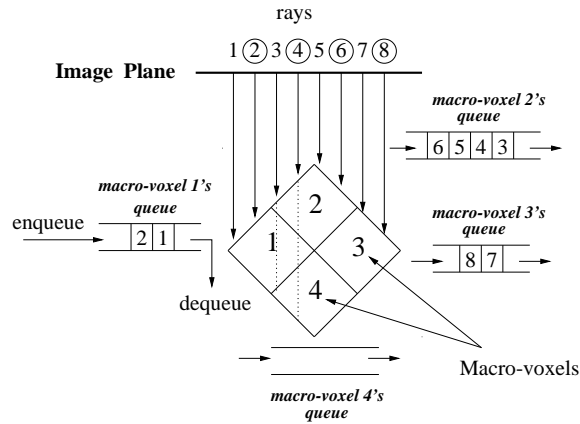 rays
1 2 3 4 5 6 7 8
Image Plane
macro-voxel 2's
queue
6 5 4 3
macro-voxel 1's
queue
enqueue
2 1
dequeue
2
1
3
4
macro-voxel 3's
queue
8 7
Macro-voxels
macro-voxel 4's
queue